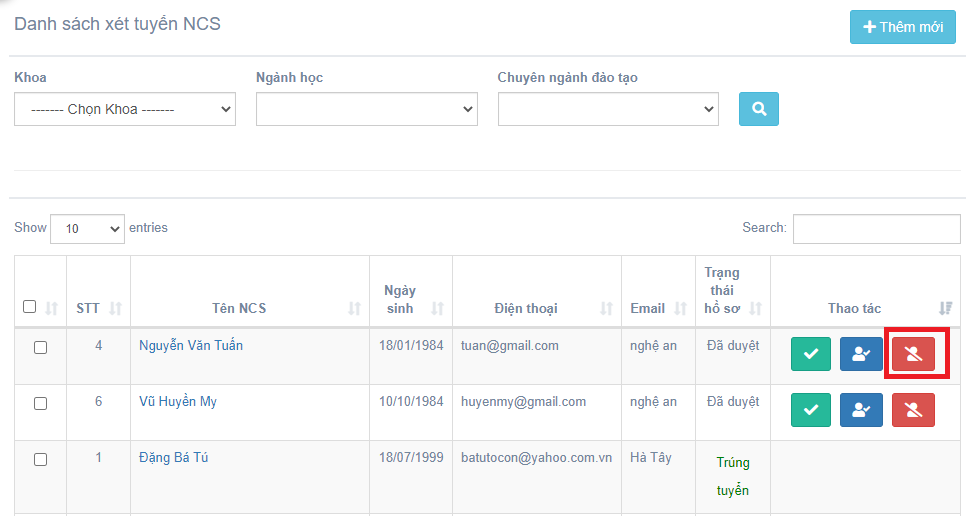 Danh sách xét tuyển NCS
Thêm mới
Khoa
Ngành học
Chuyên ngành đào tạo
------- Chọn Khoa -------
Show 10 entries
Search:
STT
Tên NCS
Ngày sinh
Điện thoại
Email
Trạng thái hồ sơ
Thao tác
4 Nguyễn Văn Tuấn 18/01/1984 tuan@gmail.com nghệ an Đã duyệt
6 Vũ Huyền My 10/10/1984 huyenmy@gmail.com nghệ an Đã duyệt
1 Đặng Bá Tú 18/07/1999 batutocon@yahoo.com.vn Hà Tây Trúng
tuyển